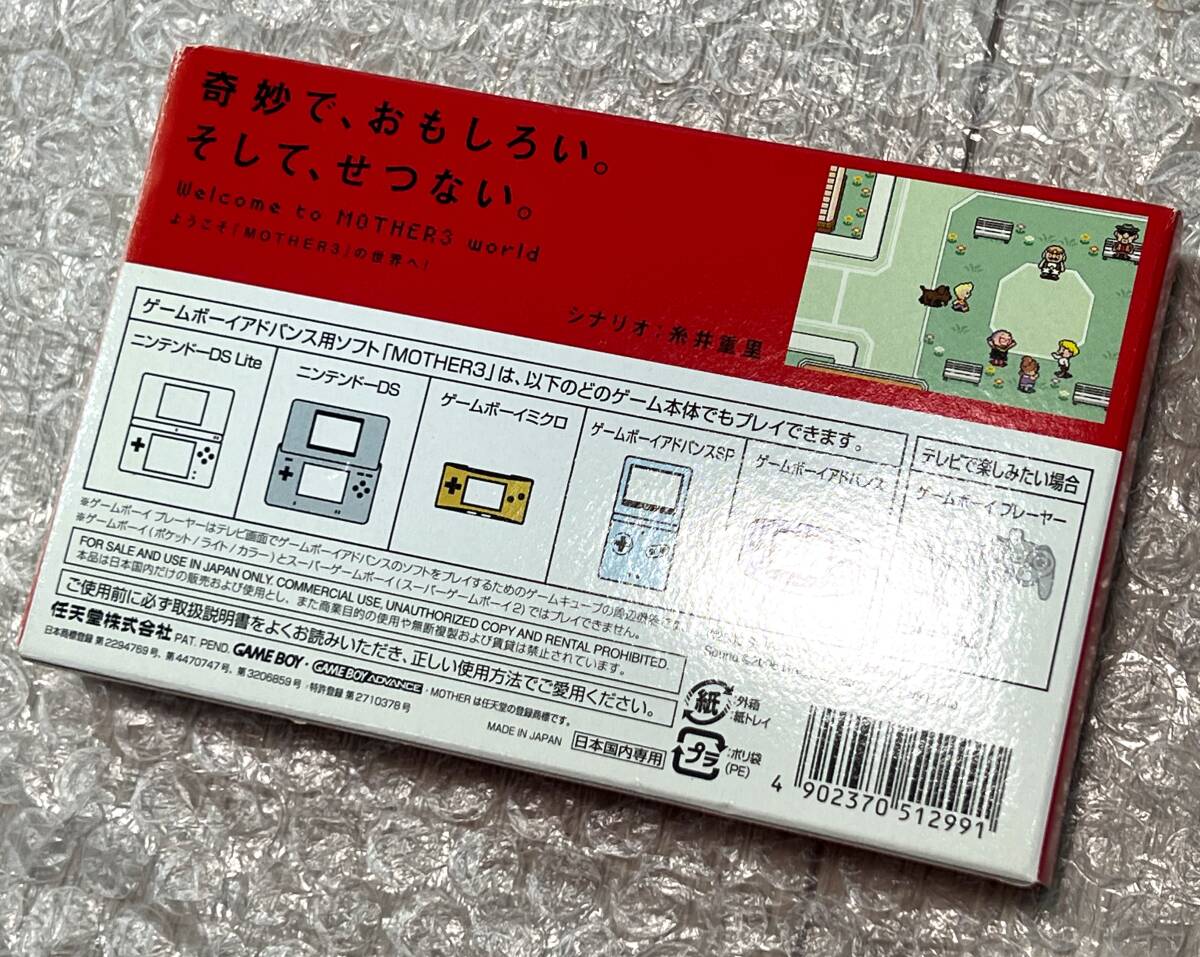 奇妙で、おもしろい。
そして、せつない。
Welcome to MOTHER3 world
ようこそ「MOTHER3」の世界へ!
シナリオ:糸井重里
ゲームボーイアドバンス用ソフト「MOTHER3」は、以下のどのゲーム本体でもプレイできます。
テレビで楽しみたい場合
ニンテンドーDS Lite
ニンテンドーDS
ゲームボーイミクロ
ゲームボーイアドバンスSP
ゲームボーイアドバンス
ゲームボーイ プレーヤー
※ゲームボーイ プレーヤーはテレビ画面でゲームボーイアドバンスのソフトをプレイするためのゲームキューブの周辺機器
※ゲームボーイ(ポケット/ライト/カラー)とスーパーゲームボーイ(スーパーゲームボーイ2)ではプレイできません。
FOR SALE AND USE IN JAPAN ONLY. COMMERCIAL USE, UNAUTHORIZED COPY AND RENTAL PROHIBITED.
本品は日本国内だけの販売および使用とし、また商業目的の使用や無断複製および賃貸は禁止されています。
ご使用前に必ず取扱説明書をよくお読みいただき、正しい使用方法でご愛用ください。
任天堂株式会社 PAT. PEND. GAME BOY・GAME BOY ADVANCE・MOTHERは任天堂の登録商標です。
日本商標登録 第2294769号、第4470747号、第3206859号・特許登録 第2710378号
MADE IN JAPAN 日本国内専用
紙 :外箱
:紙トレイ
プラ :ポリ袋
(PE)
4 902370 512991